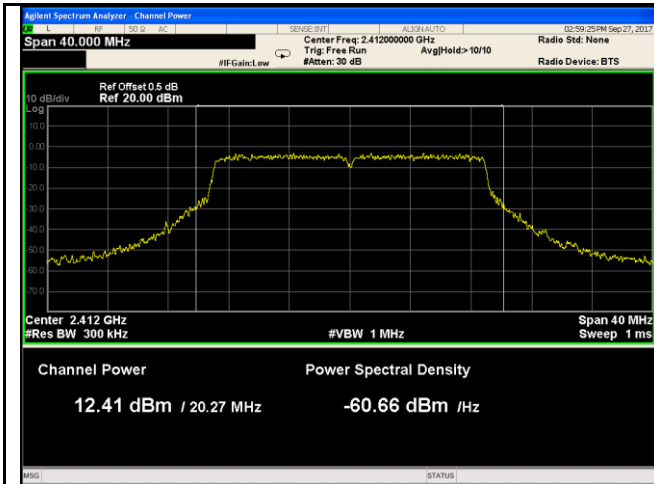 Agilent Spectrum Analyzer - Channel Power
L RF 50 Ω AC SENSE:INT ALIGN AUTO 02:59:25PM Sep 27, 2017
Span 40.000 MHz Center Freq: 2.412000000 GHz Radio Std: None
Trig: Free Run Avg|Hold:>10/10
#IFGain:Low #Atten: 30 dB Radio Device: BTS
Ref Offset 0.5 dB
10 dB/div Ref 20.00 dBm
Log
10.0
0.00
-10.0
-20.0
-30.0
-40.0
-50.0
-60.0
-70.0
Center 2.412 GHz Span 40 MHz
#Res BW 300 kHz #VBW 1 MHz Sweep 1 ms
Channel Power Power Spectral Density
12.41 dBm / 20.27 MHz -60.66 dBm /Hz
MSG STATUS